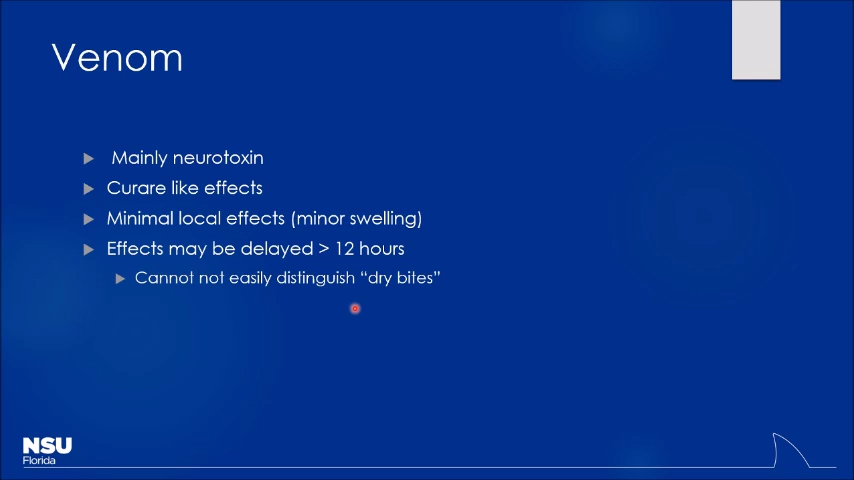 Venom
Mainly neurotoxin
Curare like effects
Minimal local effects (minor swelling)
Effects may be delayed > 12 hours
Cannot not easily distinguish “dry bites”
NSU
Florida